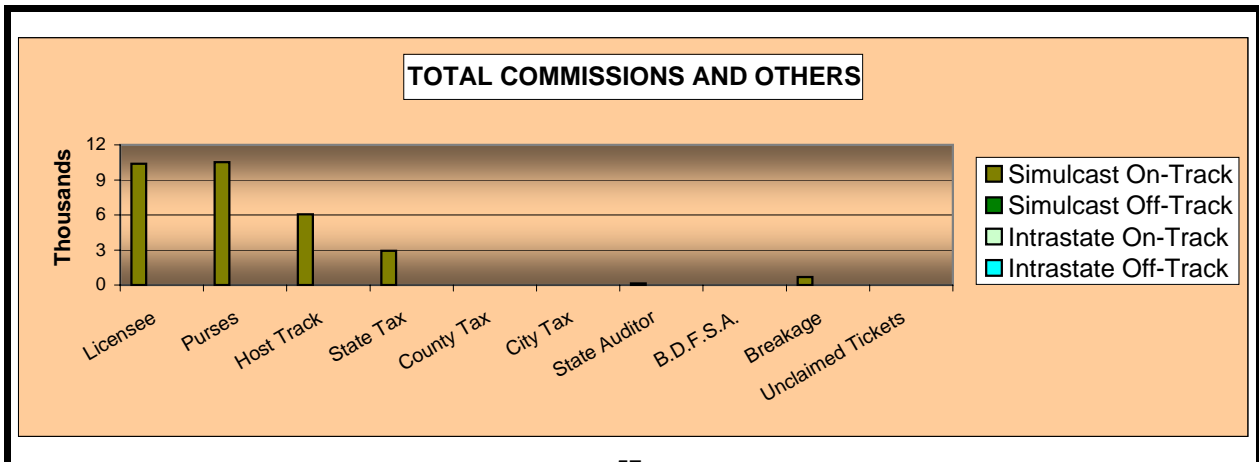 TOTAL COMMISSIONS AND OTHERS
Thousands
12
9
6
3
0
Licensee
Purses
Host Track
State Tax
County Tax
City Tax
State Auditor
B.D.F.S.A.
Breakage
Unclaimed Tickets
Simulcast On-Track
Simulcast Off-Track
Intrastate On-Track
Intrastate Off-Track